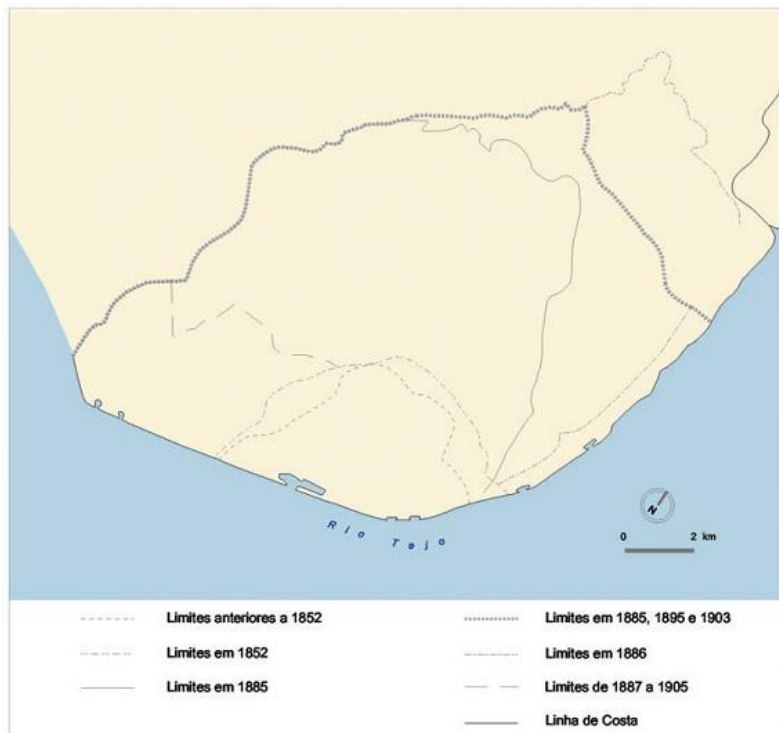 N
0 2 km
Rio Tejo
Limites anteriores a 1852
Limites em 1852
Limites em 1885
Limites em 1885, 1895 e 1903
Limites em 1886
Limites de 1887 a 1905
Linha de Costa